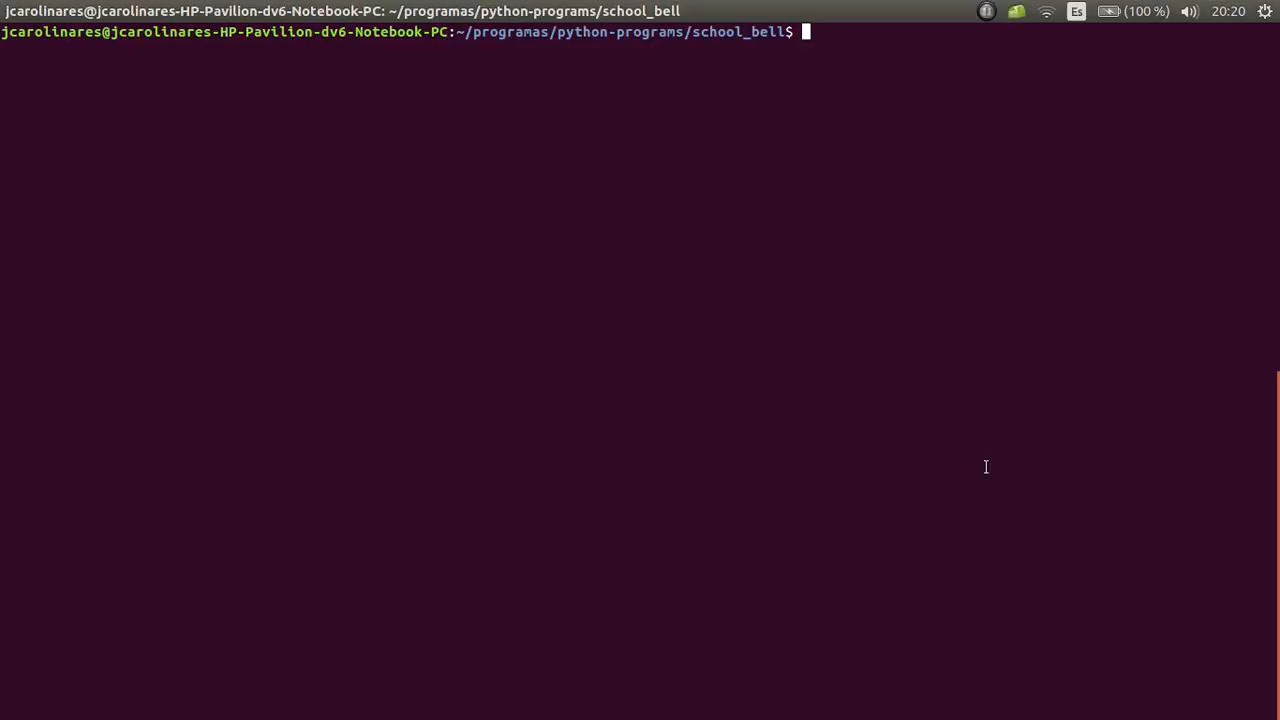 jcarolinares@jcarolinares-HP-Pavilion-dv6-Notebook-PC: ~/programas/python-programs/school_bell Es (100 %) 20:20
jcarolinares@jcarolinares-HP-Pavilion-dv6-Notebook-PC:~/programas/python-programs/school_bell$